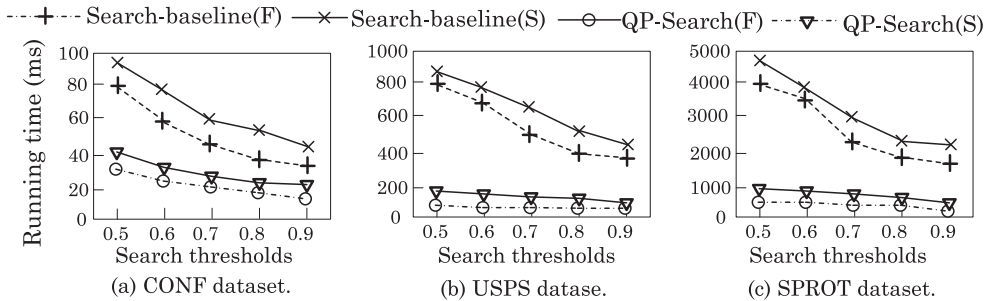 Search-baseline(F) Search-baseline(S) QP-Search(F) QP-Search(S)
Running time (ms)
100
80
60
40
20
0
0.5 0.6 0.7 0.8 0.9
Search thresholds
(a) CONF dataset.
1000
800
600
400
200
0
0.5 0.6 0.7 0.8 0.9
Search thresholds
(b) USPS datase.
5000
4000
3000
2000
1000
0
0.5 0.6 0.7 0.8 0.9
Search thresholds
(c) SPROT dataset.